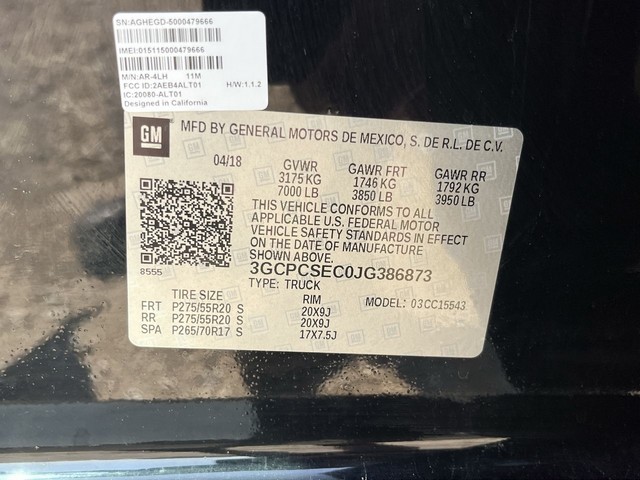 SN:AGHEGD-5000479666
IMEI:015115000479666
M/N:AR-4LH 11M
FCC ID:2AEB4ALT01 H/W:1.1.2
IC:20080-ALT01
Designed in California
GM MFD BY GENERAL MOTORS DE MEXICO, S. DE R.L. DE C.V.
04/18 GVWR GAWR FRT GAWR RR
3175 KG 1746 KG 1792 KG
7000 LB 3850 LB 3950 LB
THIS VEHICLE CONFORMS TO ALL
APPLICABLE U.S. FEDERAL MOTOR
VEHICLE STANDARDS IN EFFECT
ON THE DATE OF MANUFACTURE
SHOWN ABOVE.
8555 3GCPCSEC0JG386873
TYPE: TRUCK
TIRE SIZE RIM MODEL: 03CC15543
FRT P275/55R20 S 20X9J
RR P275/55R20 S 20X9J
SPA P265/70R17 S 17X7.5J